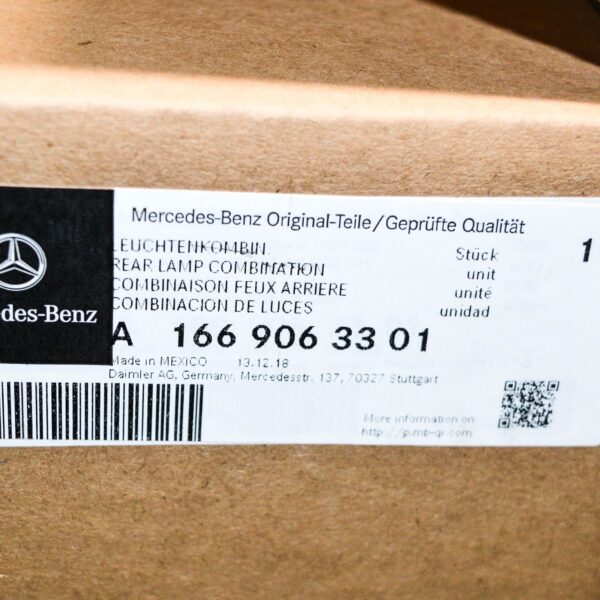 Mercedes-Benz Original-Teile/Geprüfte Qualität
LEUCHTENKOMBIN. Stück 1
REAR LAMP COMBINATION unit
COMBINAISON FEUX ARRIERE unité
COMBINACION DE LUCES unidad
des-Benz
A 166 906 33 01
Made in MEXICO 13.12.18
Daimler AG, Germany, Mercedesstr. 137, 70327 Stuttgart
More information on
http://p.mb-qr.com